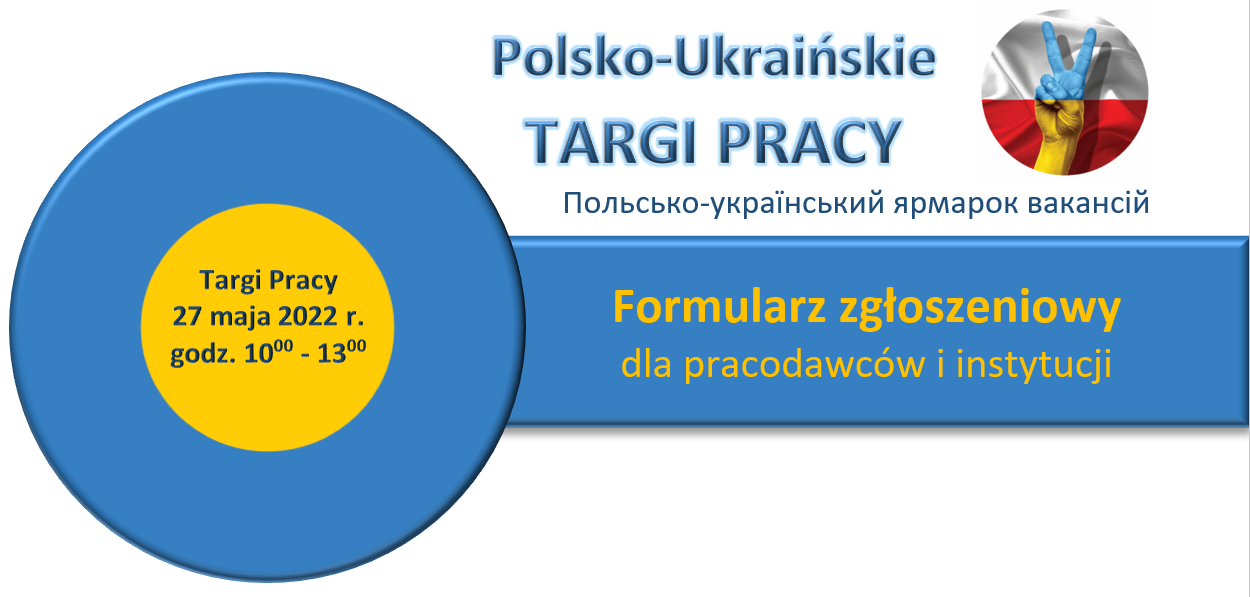 Polsko-Ukraińskie
TARGI PRACY
Польсько-український ярмарок вакансій
Targi Pracy
27 maja 2022 r.
godz. 10⁰⁰ - 13⁰⁰
Formularz zgłoszeniowy
dla pracodawców i instytucji